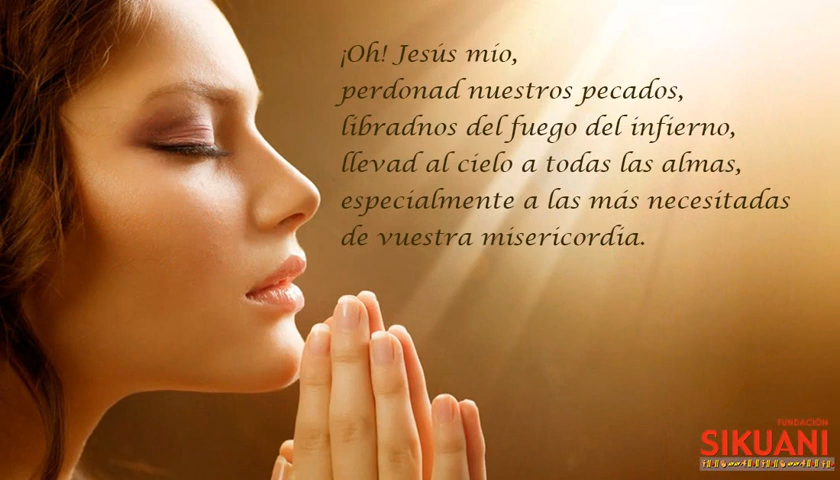 ¡Oh! Jesús mío,
perdonad nuestros pecados,
libradnos del fuego del infierno,
llevad al cielo a todas las almas,
especialmente a las más necesitadas
de vuestra misericordia.
FUNDACIÓN
SIKUANI